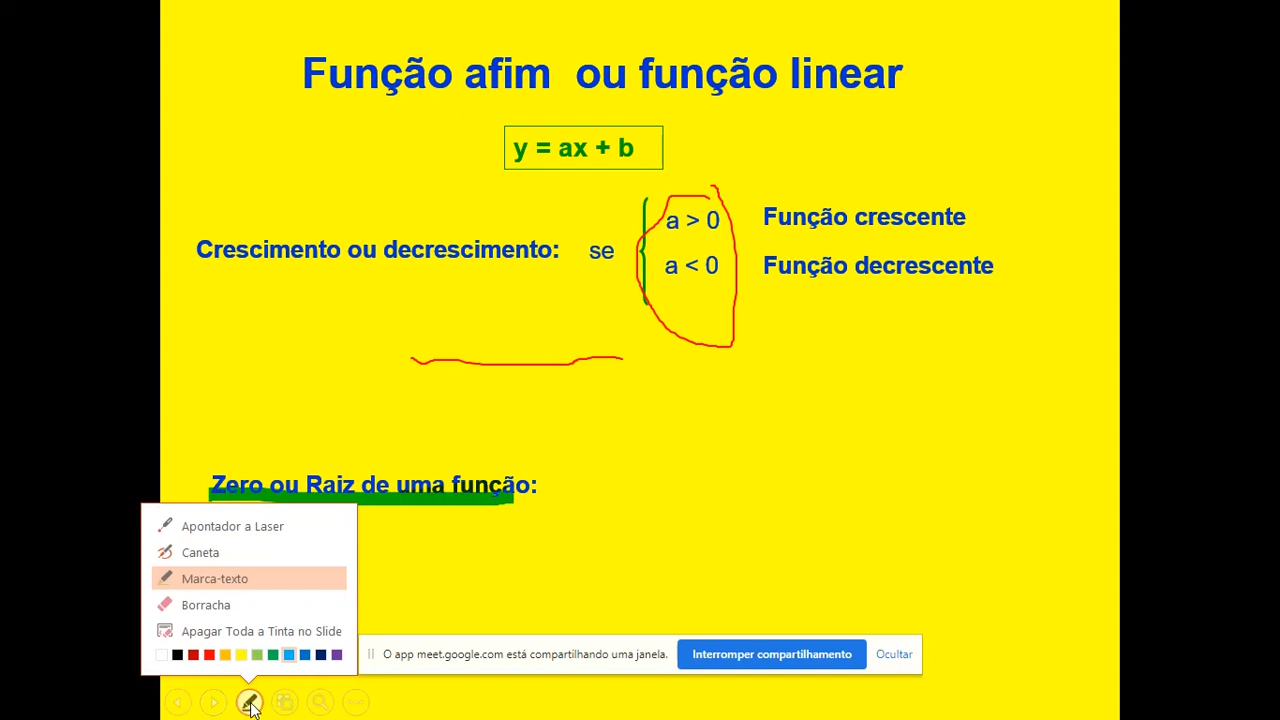 Função afim ou função linear
y = ax + b
a > 0 Função crescente
Crescimento ou decrescimento: se
a < 0 Função decrescente
Zero ou Raiz de uma função:
Apontador a Laser
Caneta
Marca-texto
Borracha
Apagar Toda a Tinta no Slide
O app meet.google.com está compartilhando uma janela. Interromper compartilhamento Ocultar